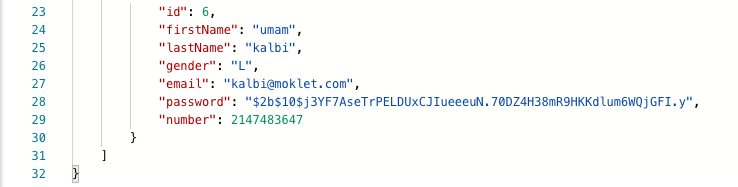 23 "id": 6,
24 "firstName": "umam",
25 "lastName": "kalbi",
26 "gender": "L",
27 "email": "kalbi@moklet.com",
28 "password": "$2b$10$j3YF7AseTrPELDUxCJIueeeuN.70DZ4H38mR9HKKdlum6WQjGFI.y",
29 "number": 2147483647
30 }
31 ]
32 }